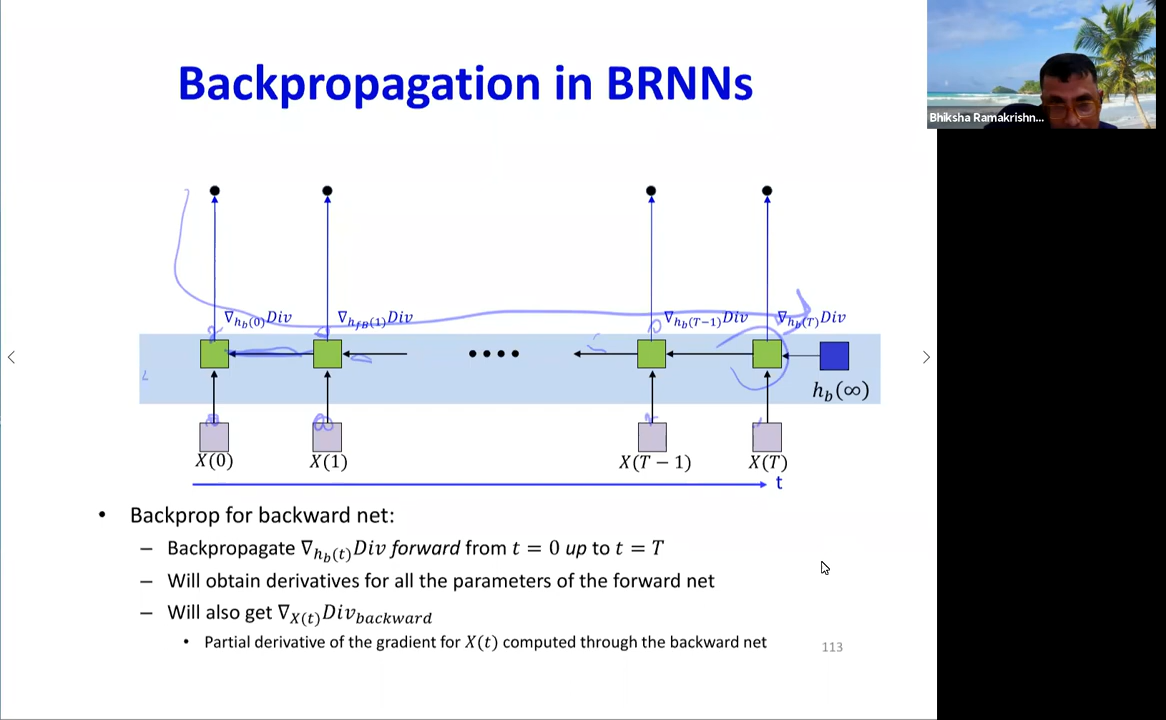 Backpropagation in BRNNs
Bhiksha Ramakrishn...
∇h_b(0)Div ∇h_fB(1)Div ∇h_b(T−1)Div ∇h_b(T)Div
h_b(∞)
X(0) X(1) X(T − 1) X(T)
t
• Backprop for backward net:
– Backpropagate ∇h_b(t)Div forward from t = 0 up to t = T
– Will obtain derivatives for all the parameters of the forward net
– Will also get ∇X(t)Div_backward
• Partial derivative of the gradient for X(t) computed through the backward net
113